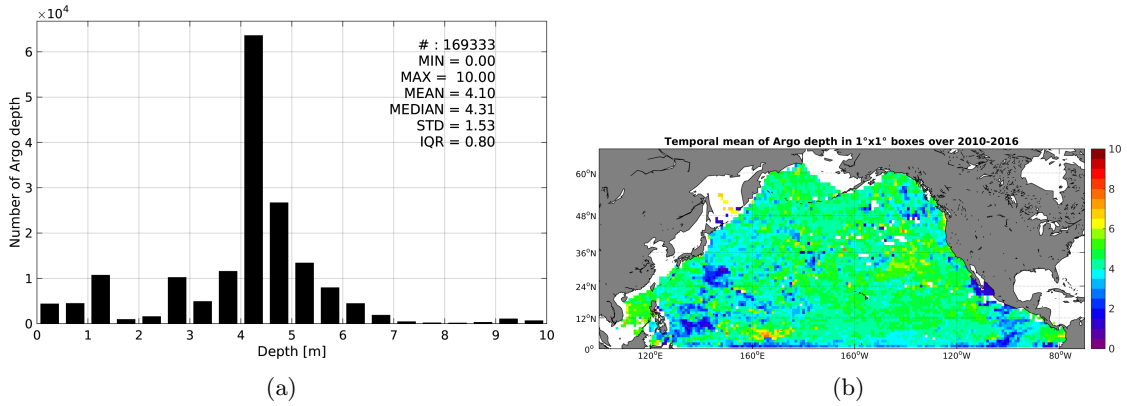 ×10⁴
6
5
4
3
2
1
0
Number of Argo depth
# : 169333
MIN = 0.00
MAX = 10.00
MEAN = 4.10
MEDIAN = 4.31
STD = 1.53
IQR = 0.80
0 1 2 3 4 5 6 7 8 9 10
Depth [m]
(a)
Temporal mean of Argo depth in 1°x1° boxes over 2010-2016
60°N
48°N
36°N
24°N
12°N
0°
120°E 160°E 160°W 120°W 80°W
10
8
6
4
2
0
(b)